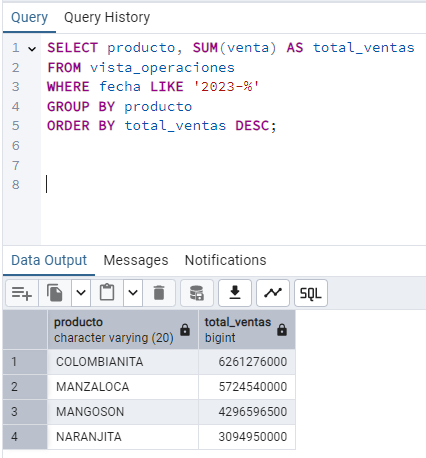 Query Query History
1 SELECT producto, SUM(venta) AS total_ventas
2 FROM vista_operaciones
3 WHERE fecha LIKE '2023-%'
4 GROUP BY producto
5 ORDER BY total_ventas DESC;
6
7
8
Data Output Messages Notifications
SQL
producto total_ventas
character varying (20) bigint
1 COLOMBIANITA 6261276000
2 MANZALOCA 5724540000
3 MANGOSON 4296596500
4 NARANJITA 3094950000